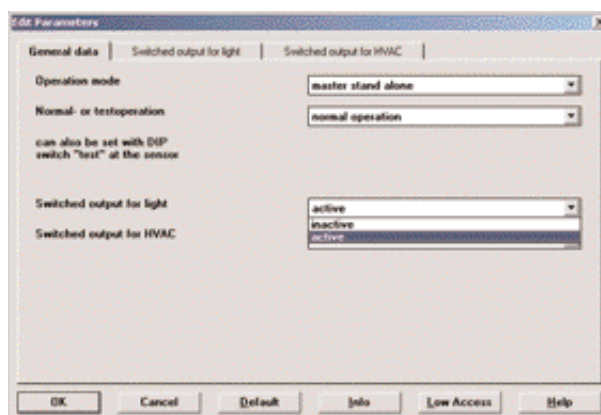 Edit Parameters
General data Switched output for light Switched output for HVAC
Operation mode master stand alone
Normal- or testoperation normal operation
can also be set with DIP
switch "test" at the sensor
Switched output for light active
inactive
Switched output for HVAC active
OK Cancel Default Info Low Access Help